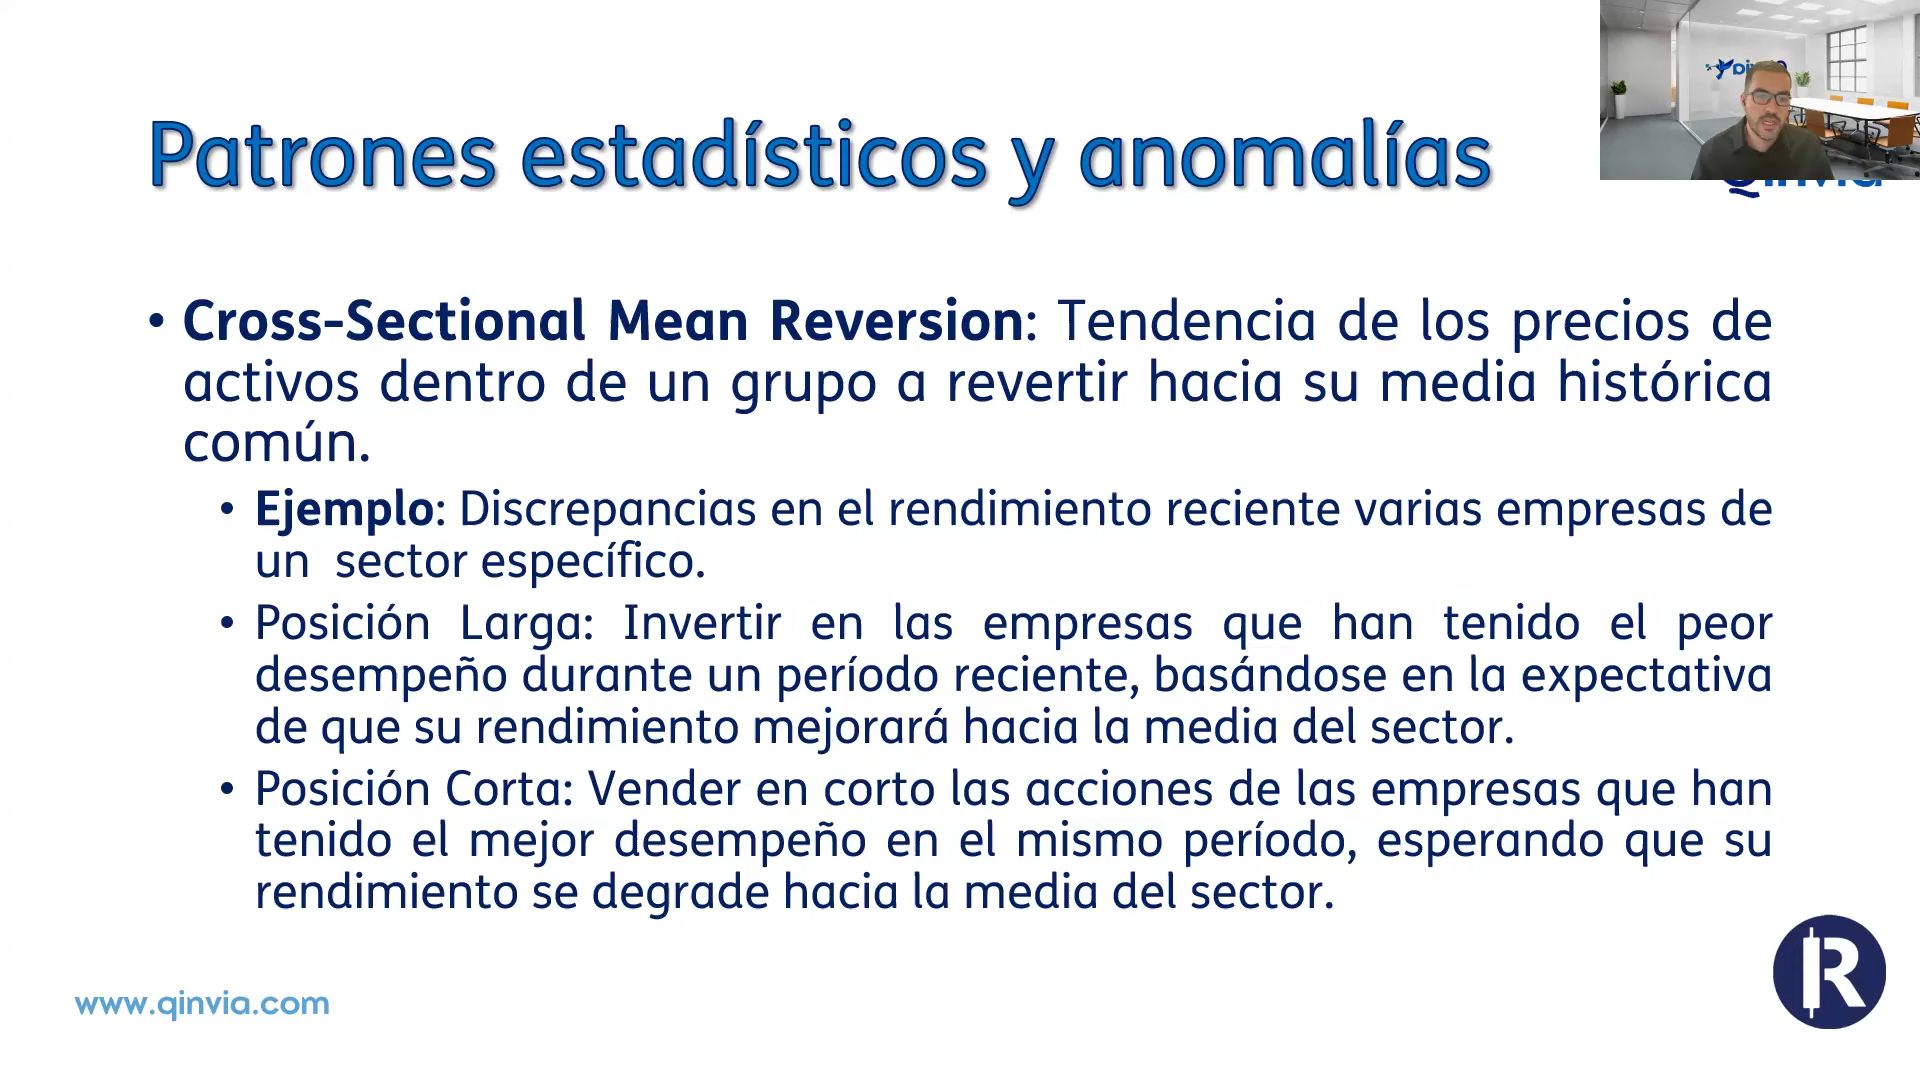 Patrones estadísticos y anomalías
• Cross-Sectional Mean Reversion: Tendencia de los precios de
activos dentro de un grupo a revertir hacia su media histórica
común.
• Ejemplo: Discrepancias en el rendimiento reciente varias empresas de
un sector específico.
• Posición Larga: Invertir en las empresas que han tenido el peor
desempeño durante un período reciente, basándose en la expectativa
de que su rendimiento mejorará hacia la media del sector.
• Posición Corta: Vender en corto las acciones de las empresas que han
tenido el mejor desempeño en el mismo período, esperando que su
rendimiento se degrade hacia la media del sector.
www.qinvia.com
R